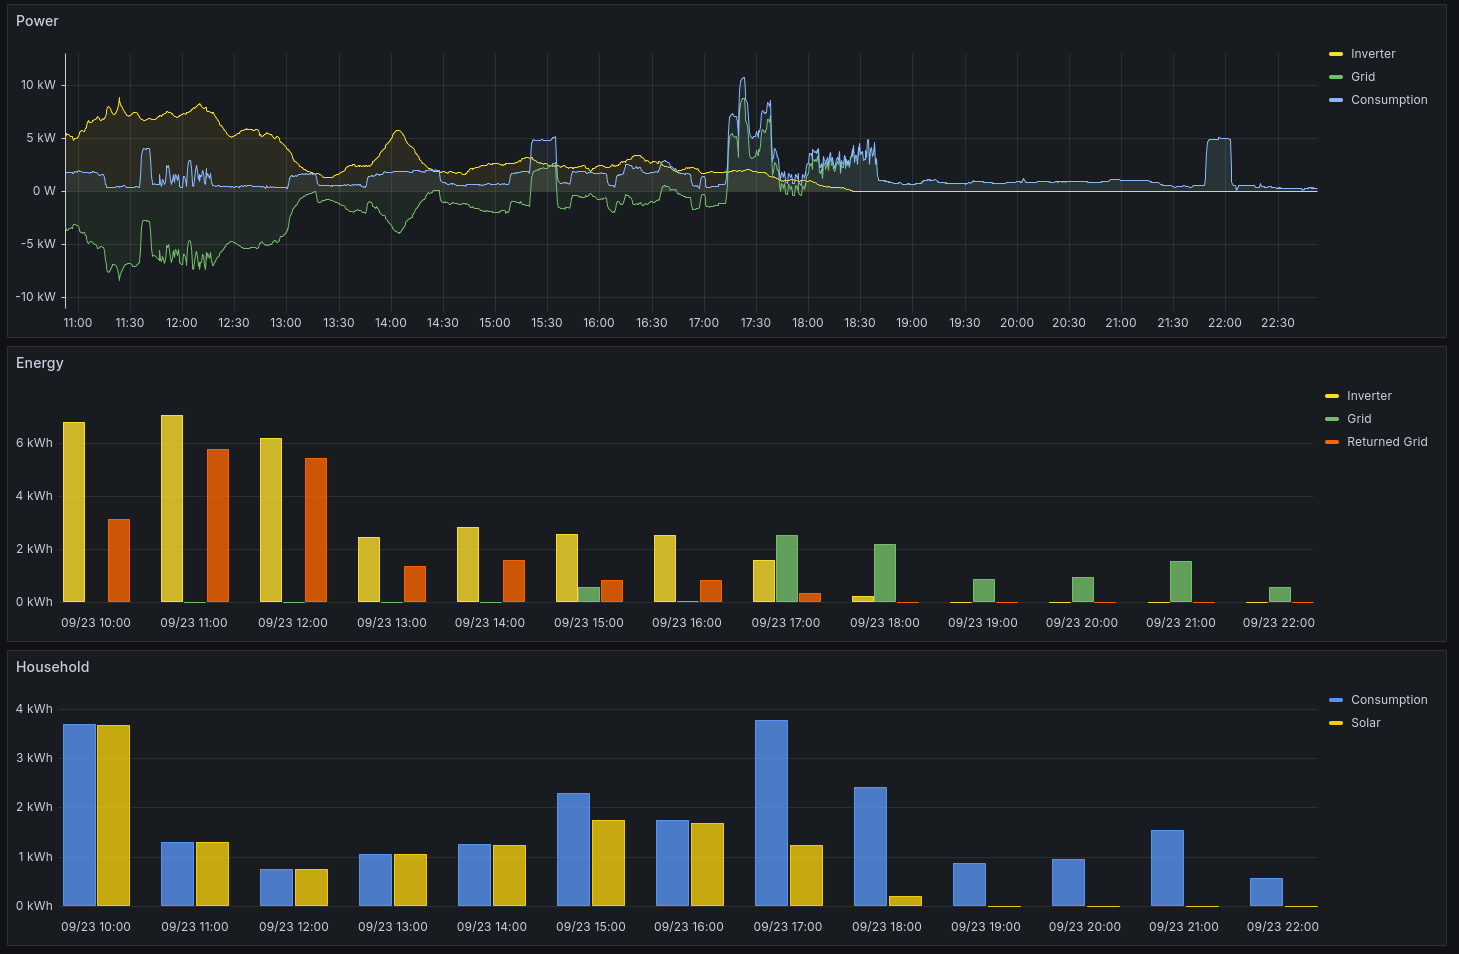 Power
Inverter
Grid
Consumption
10 kW
5 kW
0 W
-5 kW
-10 kW
11:00 11:30 12:00 12:30 13:00 13:30 14:00 14:30 15:00 15:30 16:00 16:30 17:00 17:30 18:00 18:30 19:00 19:30 20:00 20:30 21:00 21:30 22:00 22:30
Energy
Inverter
Grid
Returned Grid
6 kWh
4 kWh
2 kWh
0 kWh
09/23 10:00 09/23 11:00 09/23 12:00 09/23 13:00 09/23 14:00 09/23 15:00 09/23 16:00 09/23 17:00 09/23 18:00 09/23 19:00 09/23 20:00 09/23 21:00 09/23 22:00
Household
Consumption
Solar
4 kWh
3 kWh
2 kWh
1 kWh
0 kWh
09/23 10:00 09/23 11:00 09/23 12:00 09/23 13:00 09/23 14:00 09/23 15:00 09/23 16:00 09/23 17:00 09/23 18:00 09/23 19:00 09/23 20:00 09/23 21:00 09/23 22:00